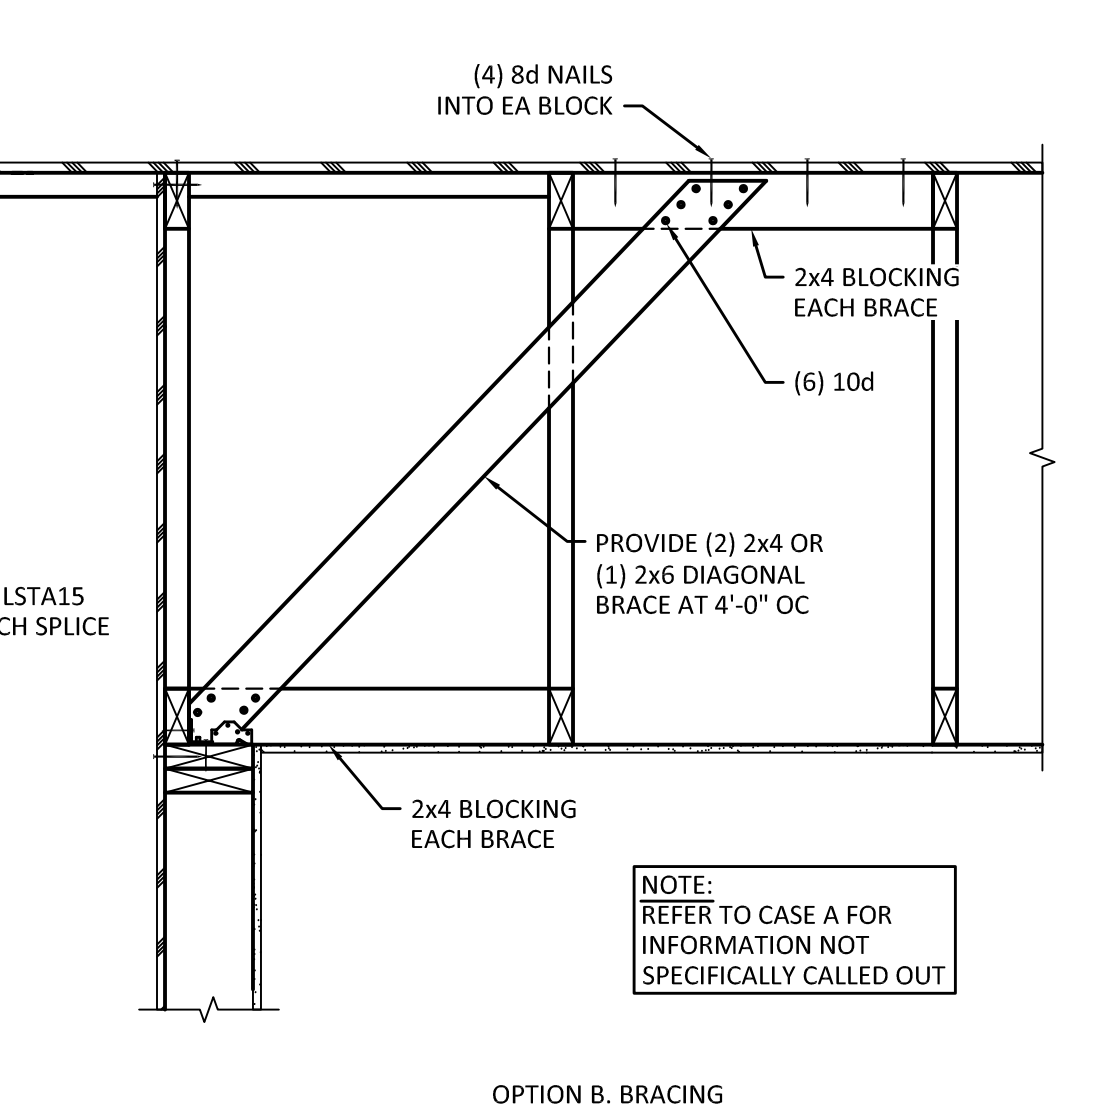 (4) 8d NAILS
INTO EA BLOCK
2x4 BLOCKING
EACH BRACE
(6) 10d
PROVIDE (2) 2x4 OR
(1) 2x6 DIAGONAL
BRACE AT 4'-0" OC
LSTA15
CH SPLICE
2x4 BLOCKING
EACH BRACE
NOTE:
REFER TO CASE A FOR
INFORMATION NOT
SPECIFICALLY CALLED OUT
OPTION B. BRACING